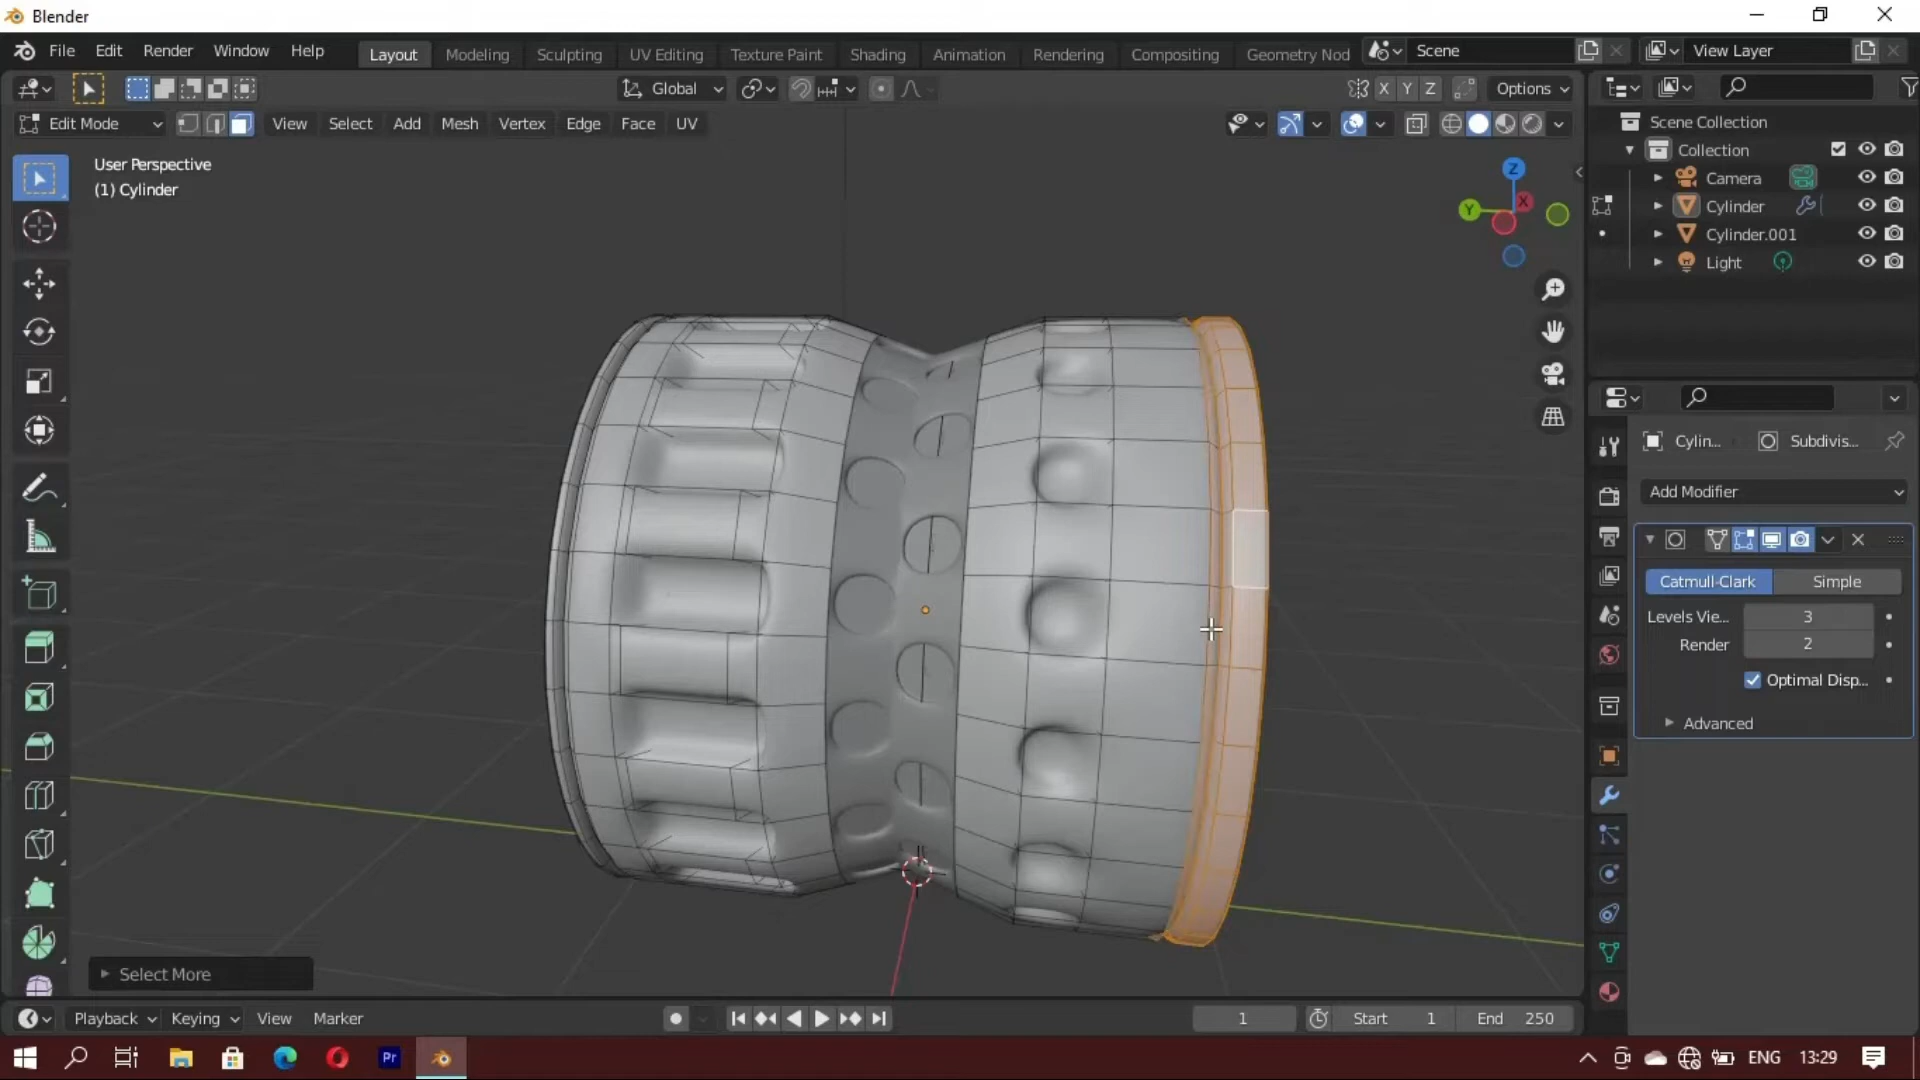 Blender
File Edit Render Window Help
Layout Modeling Sculpting UV Editing Texture Paint Shading Animation Rendering Compositing Geometry Nod
Scene
View Layer
Global
X Y Z
Options
Edit Mode
View Select Add Mesh Vertex Edge Face UV
User Perspective
(1) Cylinder
Z
Y
X
Scene Collection
Collection
Camera
Cylinder
Cylinder.001
Light
Cylin...
Subdivis...
Add Modifier
Catmull-Clark Simple
Levels Vie... 3
Render 2
Optimal Disp...
Advanced
Select More
Playback Keying View Marker
1
Start 1
End 250
Pr
ENG 13:29